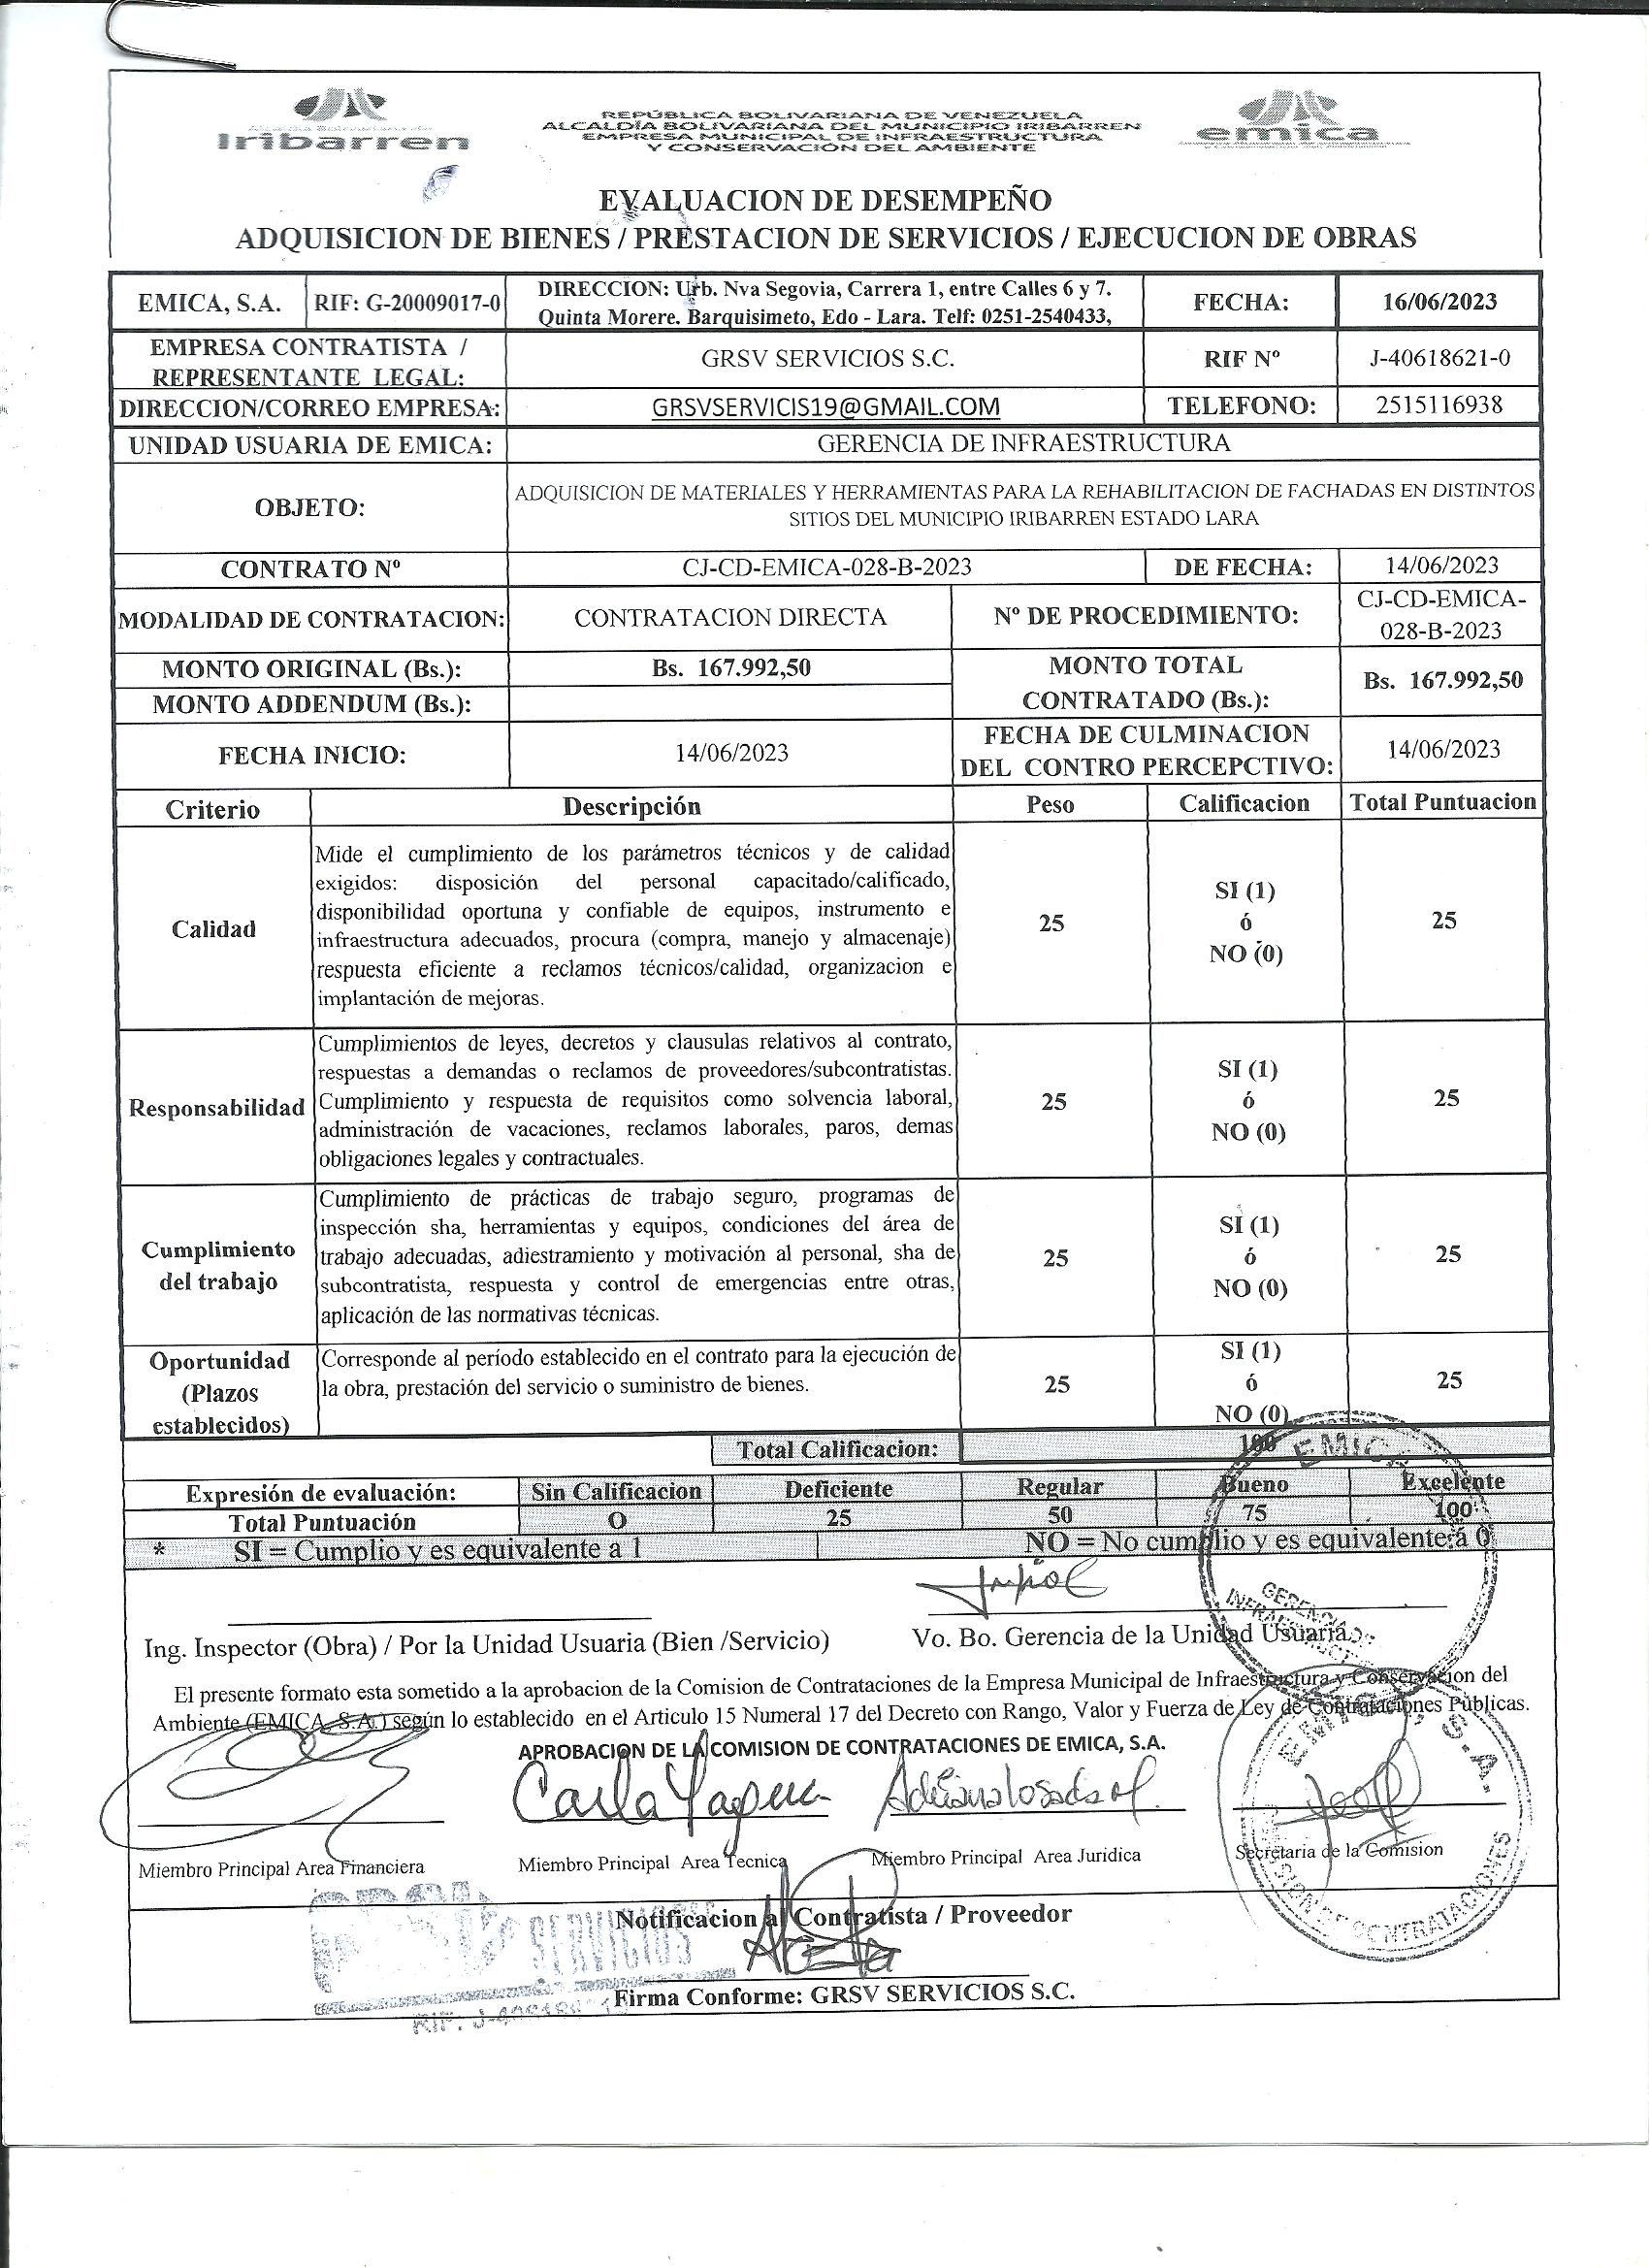 Iribarren
REPÚBLICA BOLIVARIANA DE VENEZUELA
ALCALDÍA BOLIVARIANA DEL MUNICIPIO IRIBARREN
EMPRESA MUNICIPAL DE INFRAESTRUCTURA
Y CONSERVACIÓN DEL AMBIENTE
emica
EVALUACION DE DESEMPEÑO
ADQUISICION DE BIENES / PRESTACION DE SERVICIOS / EJECUCION DE OBRAS
EMICA, S.A. RIF: G-20009017-0 DIRECCION: Urb. Nva Segovia, Carrera 1, entre Calles 6 y 7.
Quinta Morere. Barquisimeto, Edo - Lara. Telf: 0251-2540433, FECHA: 16/06/2023
EMPRESA CONTRATISTA /
REPRESENTANTE LEGAL: GRSV SERVICIOS S.C. RIF Nº J-40618621-0
DIRECCION/CORREO EMPRESA: GRSVSERVICIS19@GMAIL.COM TELEFONO: 2515116938
UNIDAD USUARIA DE EMICA: GERENCIA DE INFRAESTRUCTURA
OBJETO: ADQUISICION DE MATERIALES Y HERRAMIENTAS PARA LA REHABILITACION DE FACHADAS EN DISTINTOS
SITIOS DEL MUNICIPIO IRIBARREN ESTADO LARA
CONTRATO Nº CJ-CD-EMICA-028-B-2023 DE FECHA: 14/06/2023
MODALIDAD DE CONTRATACION: CONTRATACION DIRECTA Nº DE PROCEDIMIENTO: CJ-CD-EMICA-
028-B-2023
MONTO ORIGINAL (Bs.): Bs. 167.992,50 MONTO TOTAL
CONTRATADO (Bs.): Bs. 167.992,50
MONTO ADDENDUM (Bs.):
FECHA INICIO: 14/06/2023 FECHA DE CULMINACION
DEL CONTRO PERCEPCTIVO: 14/06/2023
Criterio Descripción Peso Calificacion Total Puntuacion
Calidad
Mide el cumplimiento de los parámetros técnicos y de calidad
exigidos: disposición del personal capacitado/calificado,
disponibilidad oportuna y confiable de equipos, instrumento e
infraestructura adecuados, procura (compra, manejo y almacenaje)
respuesta eficiente a reclamos técnicos/calidad, organizacion e
implantación de mejoras.
25
SI (1)
ó
NO (0)
25
Responsabilidad
Cumplimientos de leyes, decretos y clausulas relativos al contrato,
respuestas a demandas o reclamos de proveedores/subcontratistas.
Cumplimiento y respuesta de requisitos como solvencia laboral,
administración de vacaciones, reclamos laborales, paros, demas
obligaciones legales y contractuales.
25
SI (1)
ó
NO (0)
25
Cumplimiento
del trabajo
Cumplimiento de prácticas de trabajo seguro, programas de
inspección sha, herramientas y equipos, condiciones del área de
trabajo adecuadas, adiestramiento y motivación al personal, sha de
subcontratista, respuesta y control de emergencias entre otras,
aplicación de las normativas técnicas.
25
SI (1)
ó
NO (0)
25
Oportunidad
(Plazos
establecidos)
Corresponde al período establecido en el contrato para la ejecución de
la obra, prestación del servicio o suministro de bienes.
25
SI (1)
ó
NO (0)
25
Total Calificacion: 100
Expresión de evaluación: Sin Calificacion Deficiente Regular Bueno Excelente
Total Puntuación O 25 50 75 100
* SI = Cumplio y es equivalente a 1 NO = No cumplio y es equivalente á 0
EMICA
GERENCIA
Ing. Inspector (Obra) / Por la Unidad Usuaria (Bien /Servicio) Vo. Bo. Gerencia de la Unidad Usuaria
El presente formato esta sometido a la aprobacion de la Comision de Contrataciones de la Empresa Municipal de Infraestructura y Conservacion del
Ambiente (EMICA, S.A.) según lo establecido en el Articulo 15 Numeral 17 del Decreto con Rango, Valor y Fuerza de Ley de Contrataciones Públicas.
APROBACION DE LA COMISION DE CONTRATACIONES DE EMICA, S.A.
EMICA, S.A.
COMISION DE CONTRATACIONES
Carla
Miembro Principal Area Financiera Miembro Principal Area Tecnica Miembro Principal Area Juridica Secretaria de la Comision
Notificacion al Contratista / Proveedor
SERVICIOS
Firma Conforme: GRSV SERVICIOS S.C.